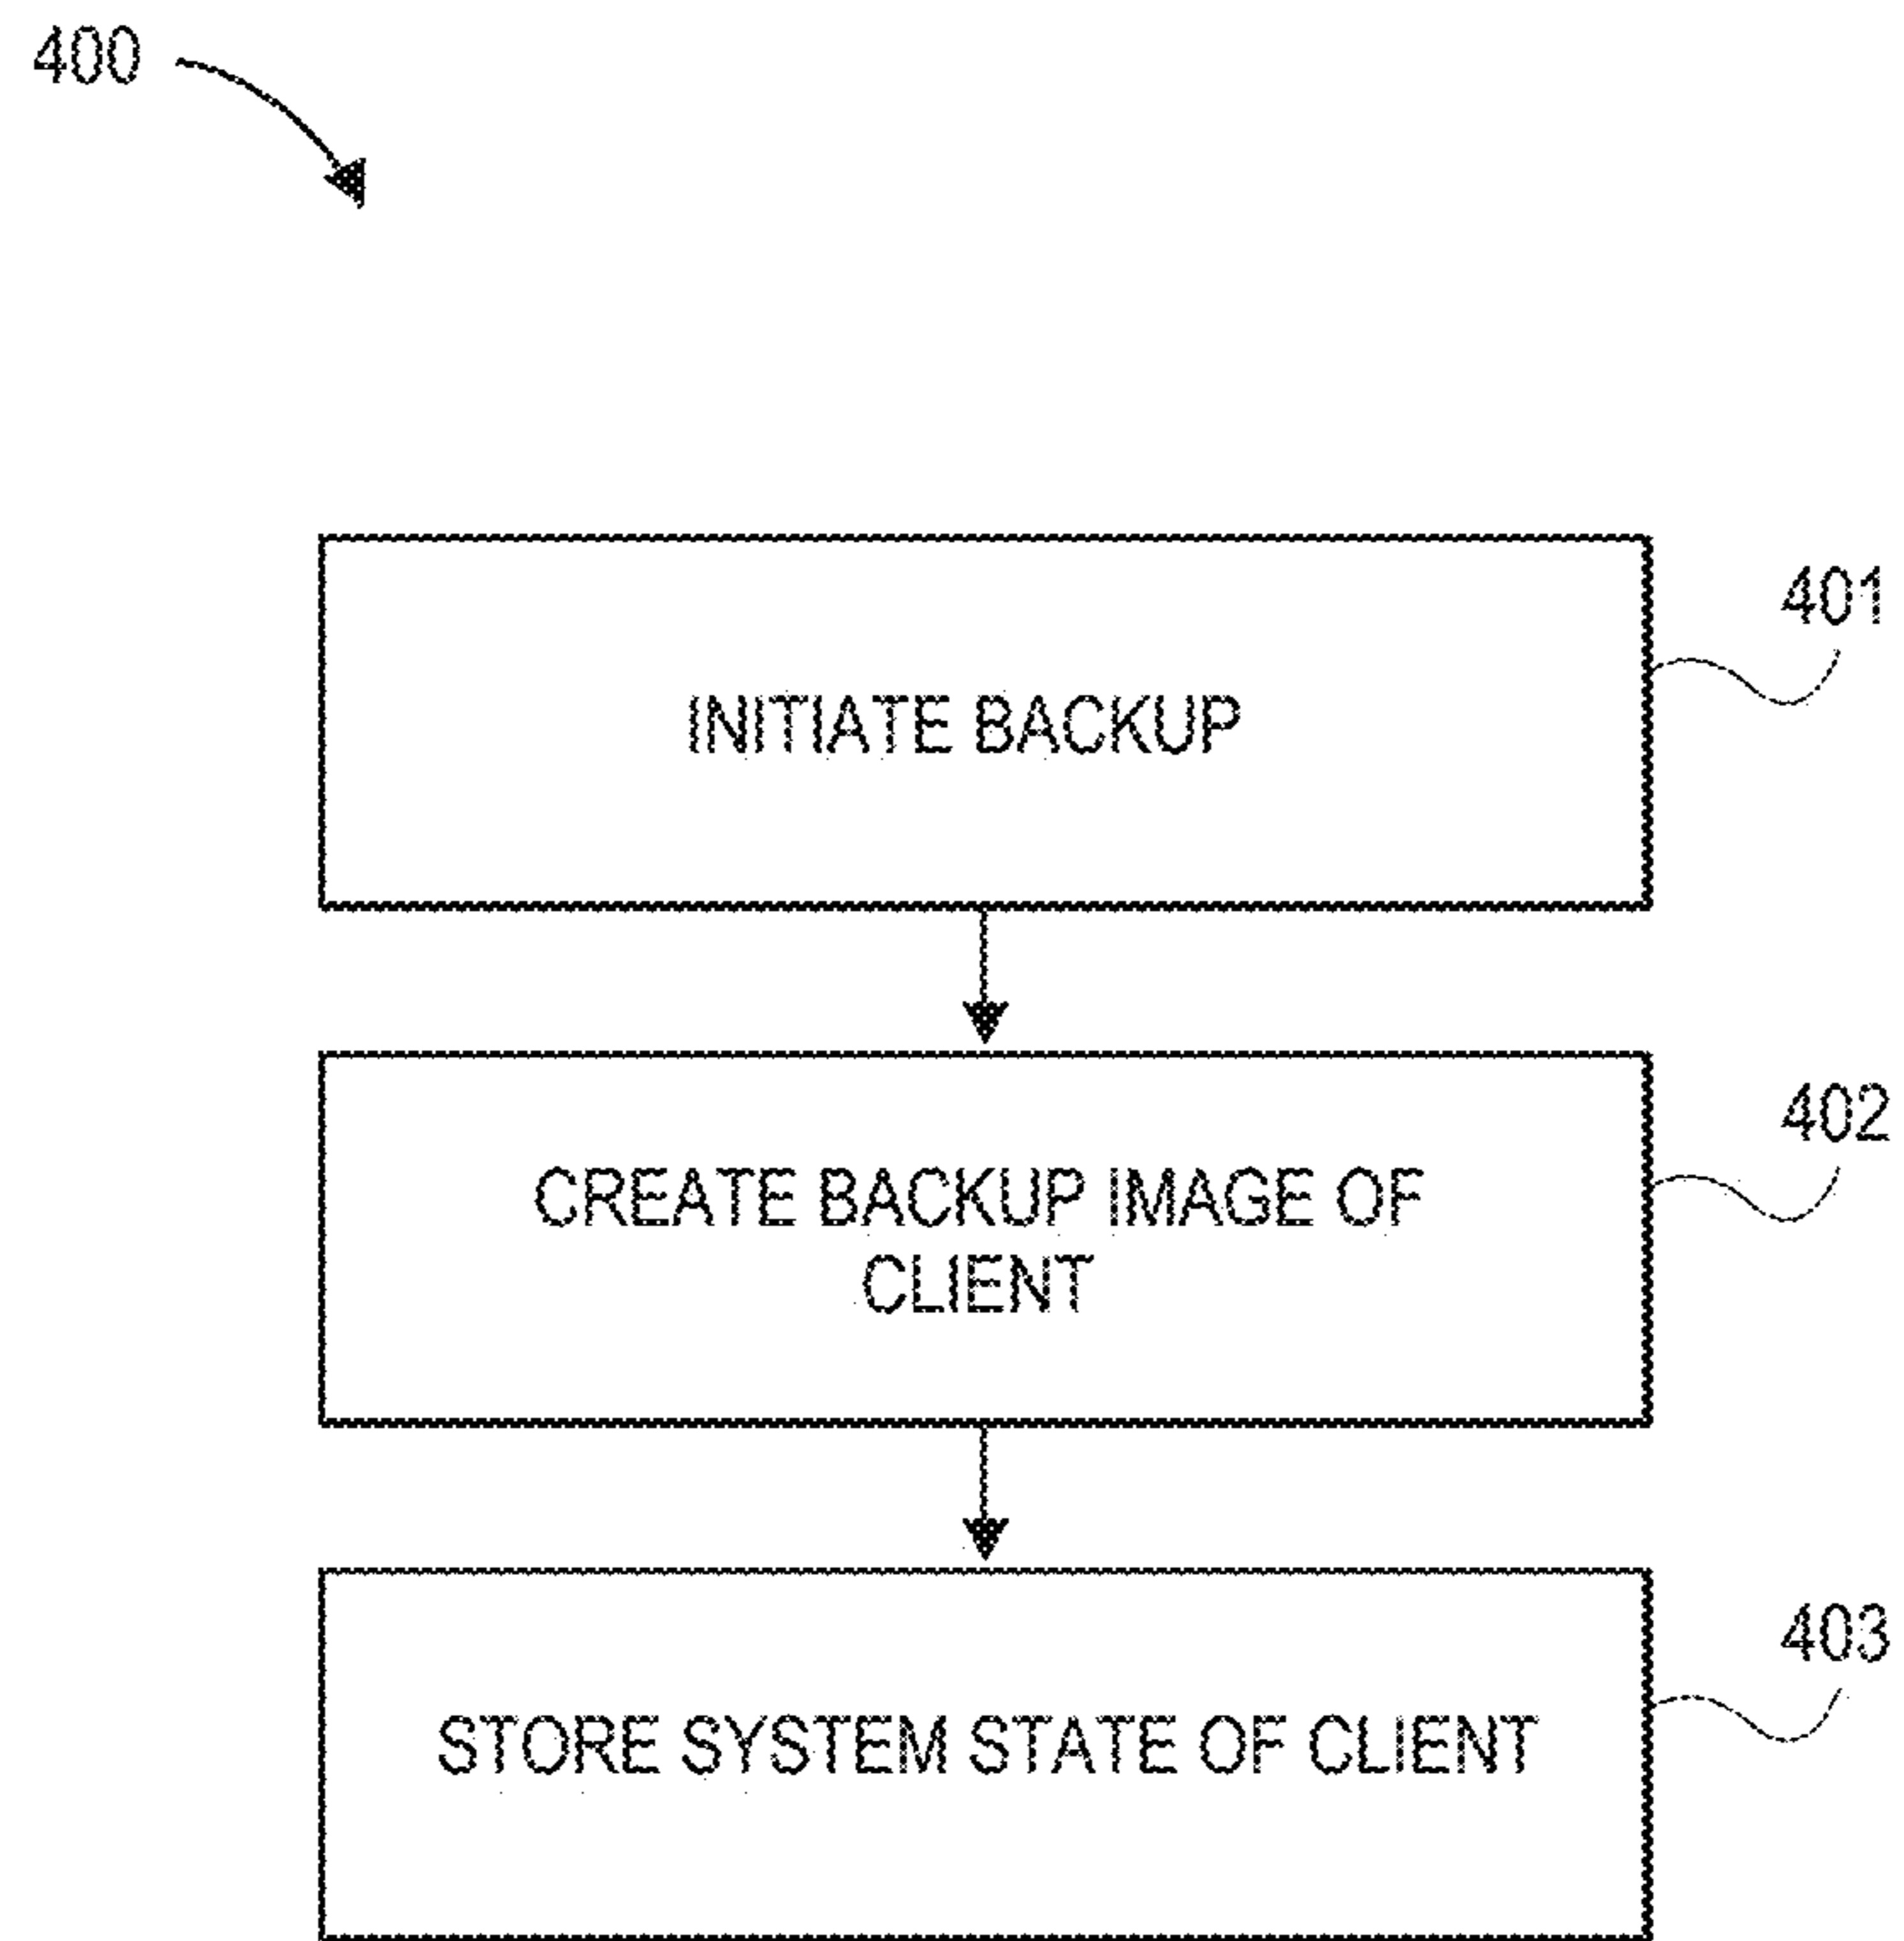 400
401
INITIATE BACKUP
402
CREATE BACKUP IMAGE OF
CLIENT
403
STORE SYSTEM STATE OF CLIENT